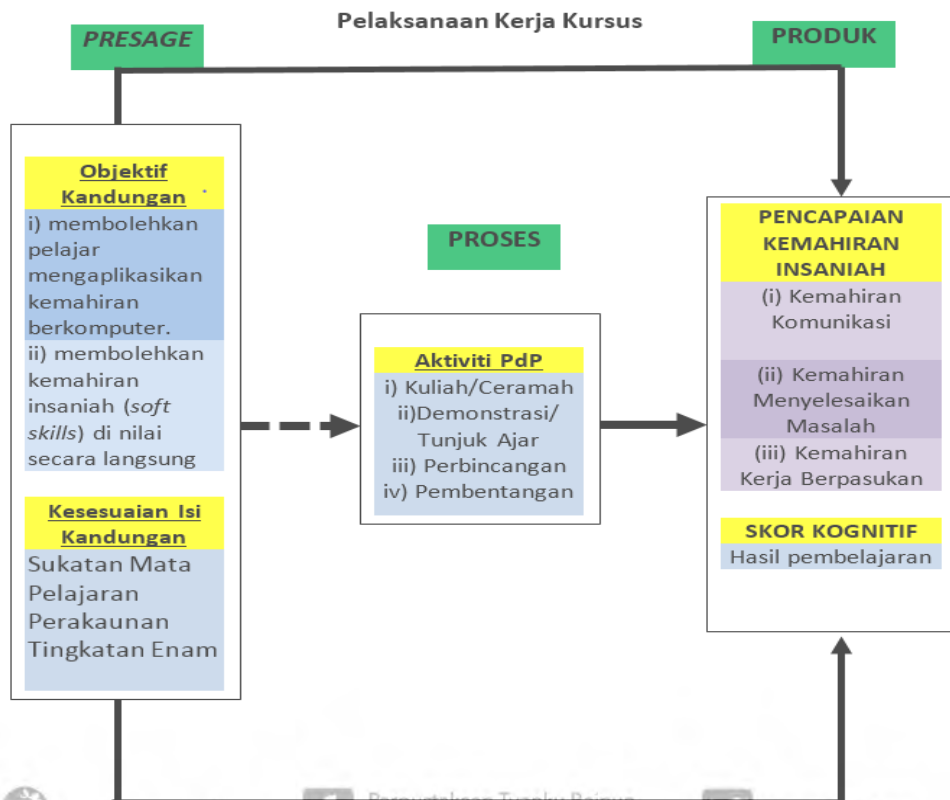 Pelaksanaan Kerja Kursus
PRESAGE
PRODUK
Objektif
Kandungan
i) membolehkan
pelajar
mengaplikasikan
kemahiran
berkomputer.
ii) membolehkan
kemahiran
insaniah (soft
skills) di nilai
secara langsung
Kesesuaian Isi
Kandungan
Sukatan Mata
Pelajaran
Perakaunan
Tingkatan Enam
PROSES
Aktiviti PdP
i) Kuliah/Ceramah
ii)Demonstrasi/
Tunjuk Ajar
iii) Perbincangan
iv) Pembentangan
PENCAPAIAN
KEMAHIRAN
INSANIAH
(i) Kemahiran
Komunikasi
(ii) Kemahiran
Menyelesaikan
Masalah
(iii) Kemahiran
Kerja Berpasukan
SKOR KOGNITIF
Hasil pembelajaran